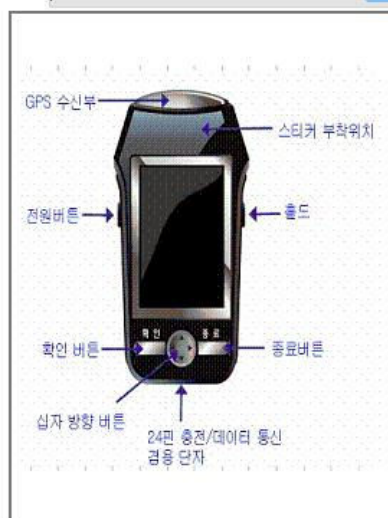 GPS 수신부
스티커 부착위치
전원버튼
홀드
확인
종료
확인 버튼
종료버튼
십자 방향 버튼
24핀 충전/데이터 통신
겸용 단자